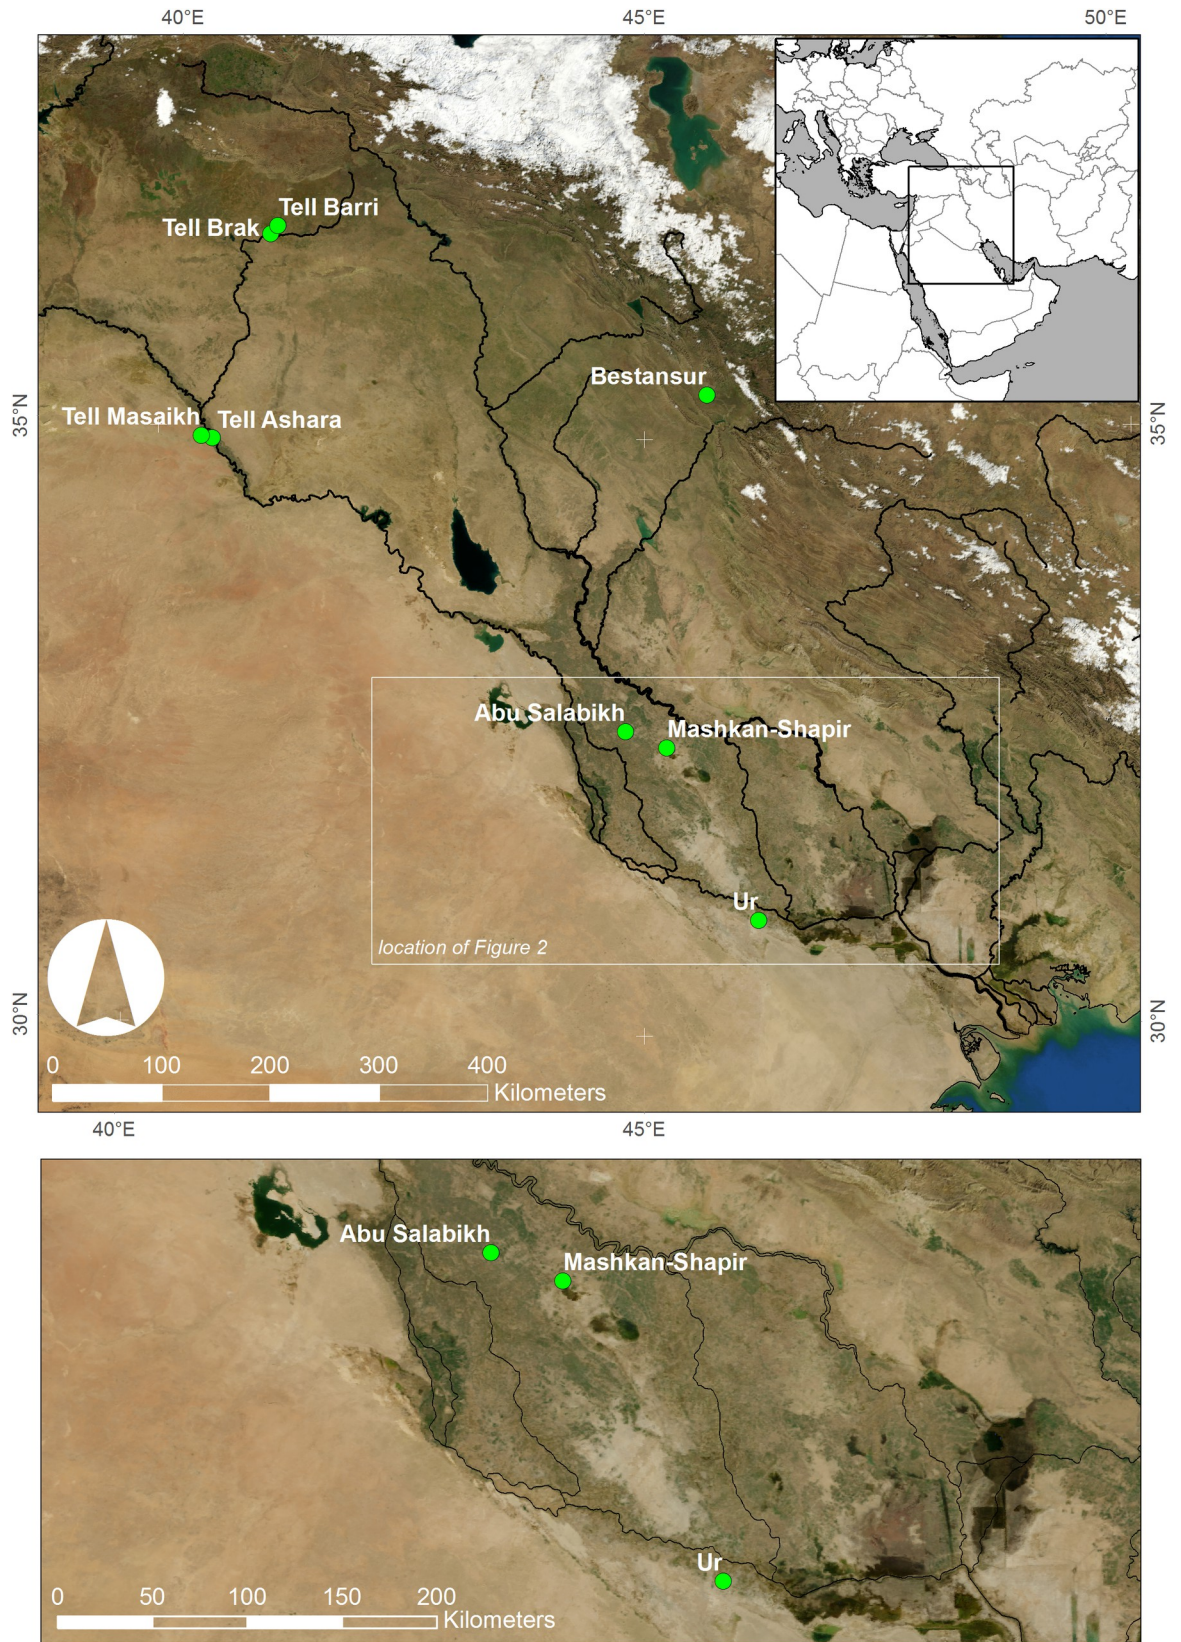 40°E 45°E 50°E
Tell Barri
Tell Brak
Bestansur
35°N
35°N
Tell Masaikh Tell Ashara
Abu Salabikh
Mashkan-Shapir
Ur
location of Figure 2
30°N
30°N
0 100 200 300 400
Kilometers
40°E 45°E
Abu Salabikh
Mashkan-Shapir
Ur
0 50 100 150 200
Kilometers